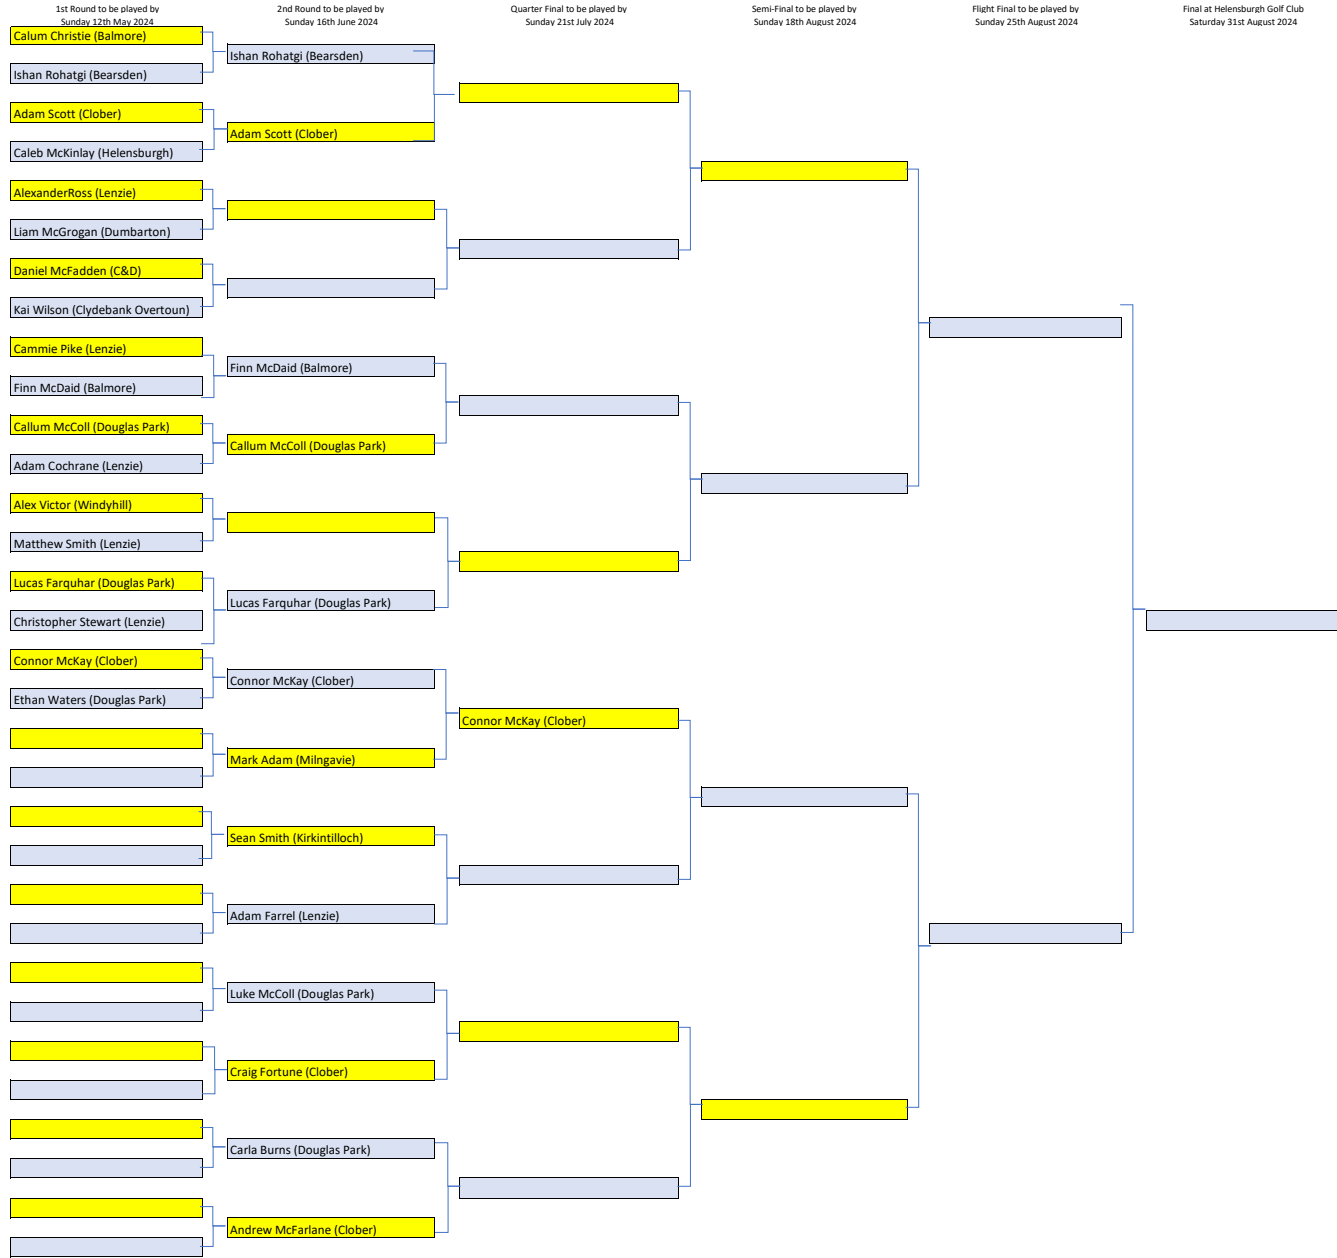 1st Round to be played by
Sunday 12th May 2024
2nd Round to be played by
Sunday 16th June 2024
Quarter Final to be played by
Sunday 21st July 2024
Semi-Final to be played by
Sunday 18th August 2024
Flight Final to be played by
Sunday 25th August 2024
Final at Helensburgh Golf Club
Saturday 31st August 2024
Calum Christie (Balmore)
Ishan Rohatgi (Bearsden)
Adam Scott (Clober)
Caleb McKinlay (Helensburgh)
AlexanderRoss (Lenzie)
Liam McGrogan (Dumbarton)
Daniel McFadden (C&D)
Kai Wilson (Clydebank Overtoun)
Cammie Pike (Lenzie)
Finn McDaid (Balmore)
Callum McColl (Douglas Park)
Adam Cochrane (Lenzie)
Alex Victor (Windyhill)
Matthew Smith (Lenzie)
Lucas Farquhar (Douglas Park)
Christopher Stewart (Lenzie)
Connor McKay (Clober)
Ethan Waters (Douglas Park)
Ishan Rohatgi (Bearsden)
Adam Scott (Clober)
Finn McDaid (Balmore)
Callum McColl (Douglas Park)
Lucas Farquhar (Douglas Park)
Connor McKay (Clober)
Mark Adam (Milngavie)
Sean Smith (Kirkintilloch)
Adam Farrel (Lenzie)
Luke McColl (Douglas Park)
Craig Fortune (Clober)
Carla Burns (Douglas Park)
Andrew McFarlane (Clober)
Connor McKay (Clober)